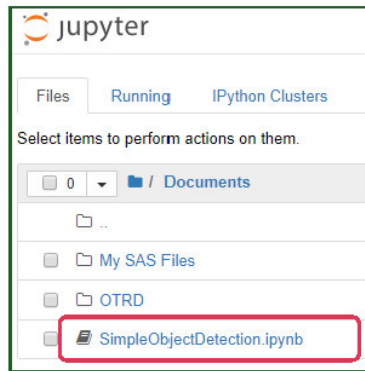 jupyter
Files Running IPython Clusters
Select items to perform actions on them.
0 / Documents
..
My SAS Files
OTRD
SimpleObjectDetection.ipynb